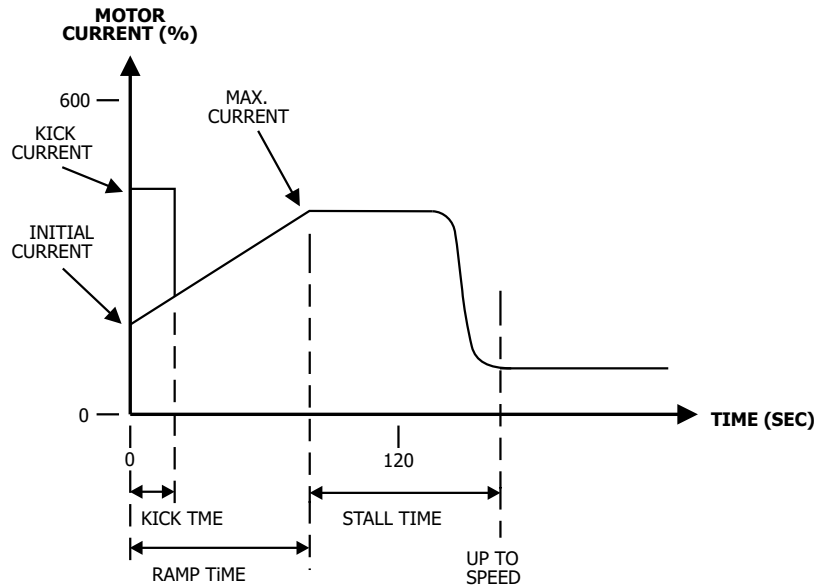 MOTOR
CURRENT (%)
600
MAX.
CURRENT
KICK
CURRENT
INITIAL
CURRENT
0
TIME (SEC)
0
120
KICK TME
STALL TIME
RAMP TiME
UP TO
SPEED